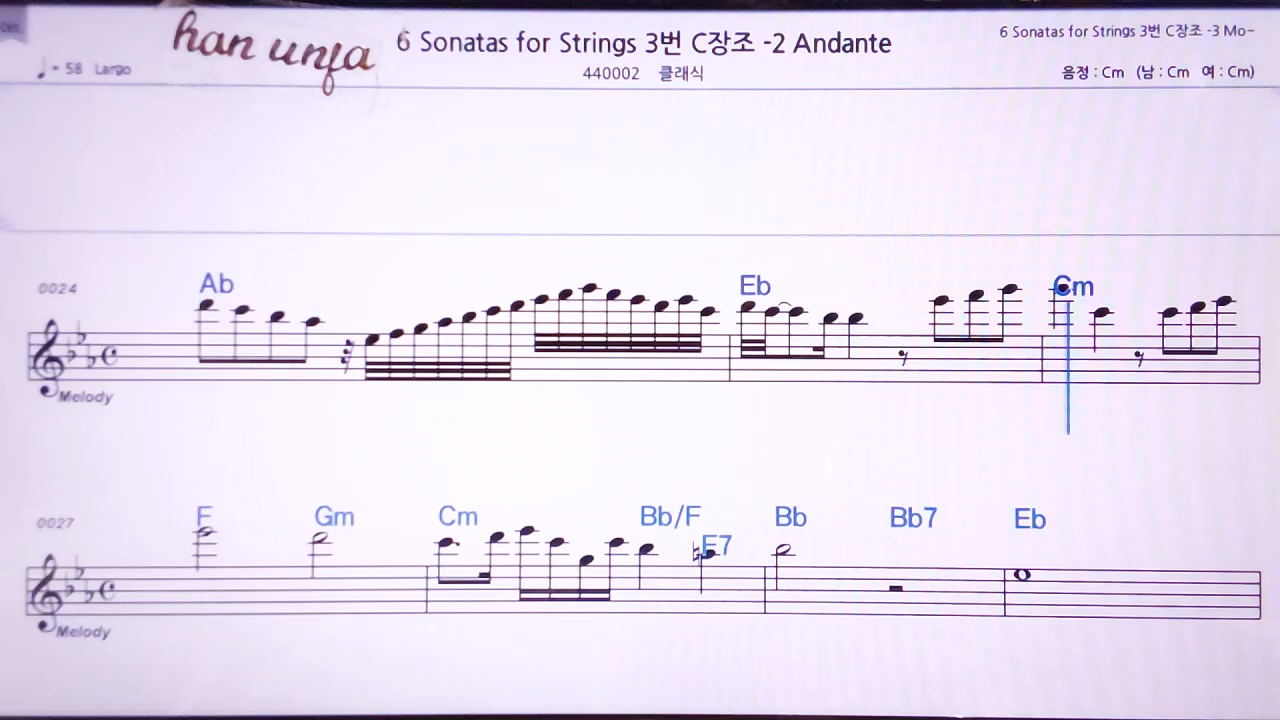 han unja
6 Sonatas for Strings 3번 C장조 -2 Andante
6 Sonatas for Strings 3번 C장조 -3 Mo~
♩= 58 Largo
440002 클래식
음정 : Cm (남 : Cm 여 : Cm)
0024 Ab Eb Cm
Melody
0027 F Gm Cm Bb/F F7 Bb Bb7 Eb
Melody